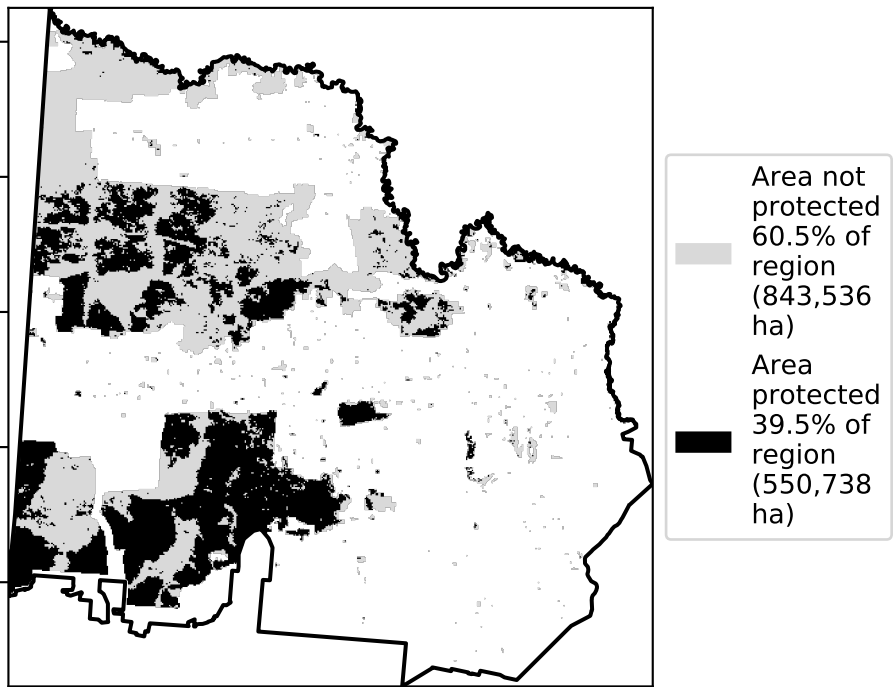 Area not
protected
60.5% of
region
(843,536
ha)
Area
protected
39.5% of
region
(550,738
ha)